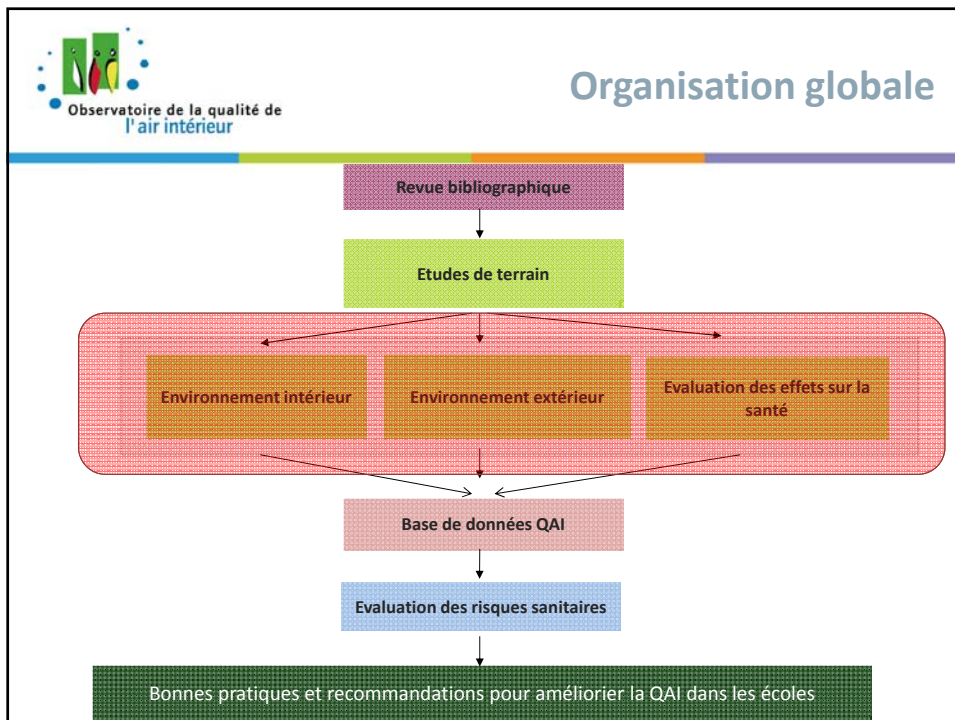 Observatoire de la qualité de
l'air intérieur
Organisation globale
Revue bibliographique
Etudes de terrain
Environnement intérieur
Environnement extérieur
Evaluation des effets sur la
santé
Base de données QAI
Evaluation des risques sanitaires
Bonnes pratiques et recommandations pour améliorier la QAI dans les écoles